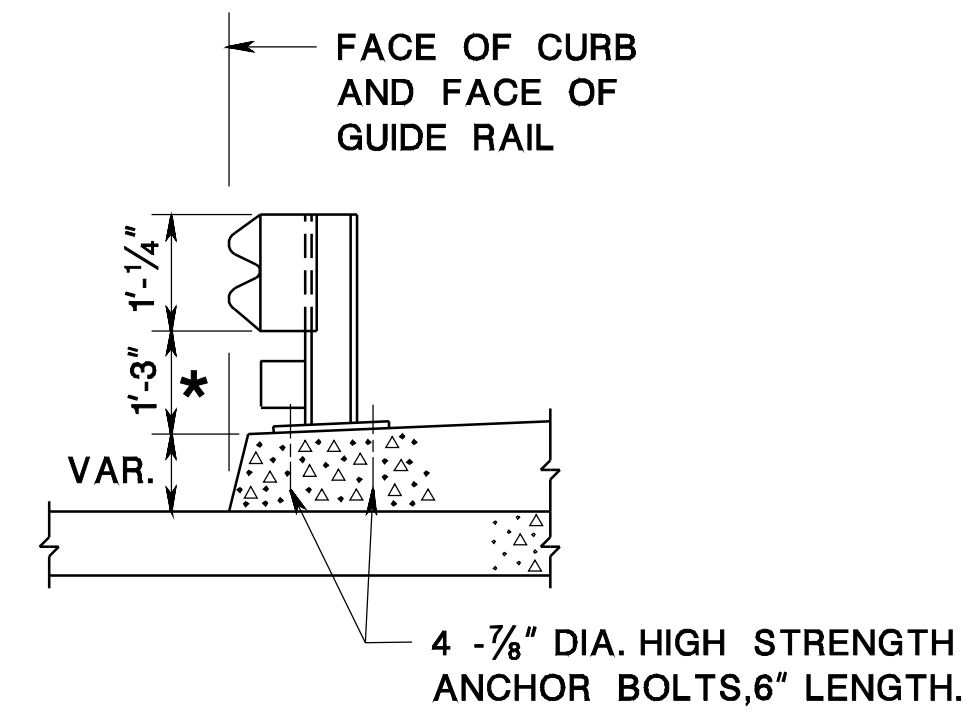 FACE OF CURB
AND FACE OF
GUIDE RAIL
1'-1/4"
1'-3"
*
VAR.
4 -7/8" DIA. HIGH STRENGTH
ANCHOR BOLTS,6" LENGTH.